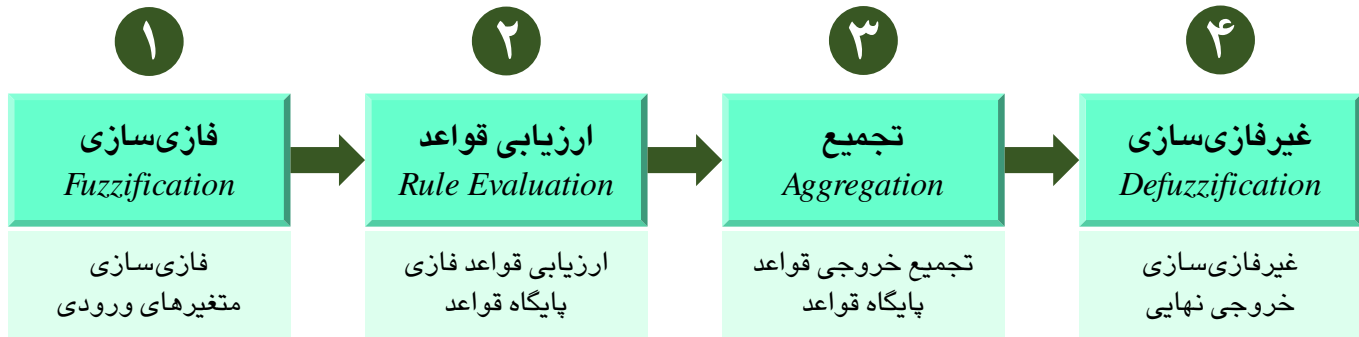 ۱
فازی‌سازی
Fuzzification
فازی‌سازی
متغیرهای ورودی
۲
ارزیابی قواعد
Rule Evaluation
ارزیابی قواعد فازی
پایگاه قواعد
۳
تجمیع
Aggregation
تجمیع خروجی قواعد
پایگاه قواعد
۴
غیرفازی‌سازی
Defuzzification
غیرفازی‌سازی
خروجی نهایی